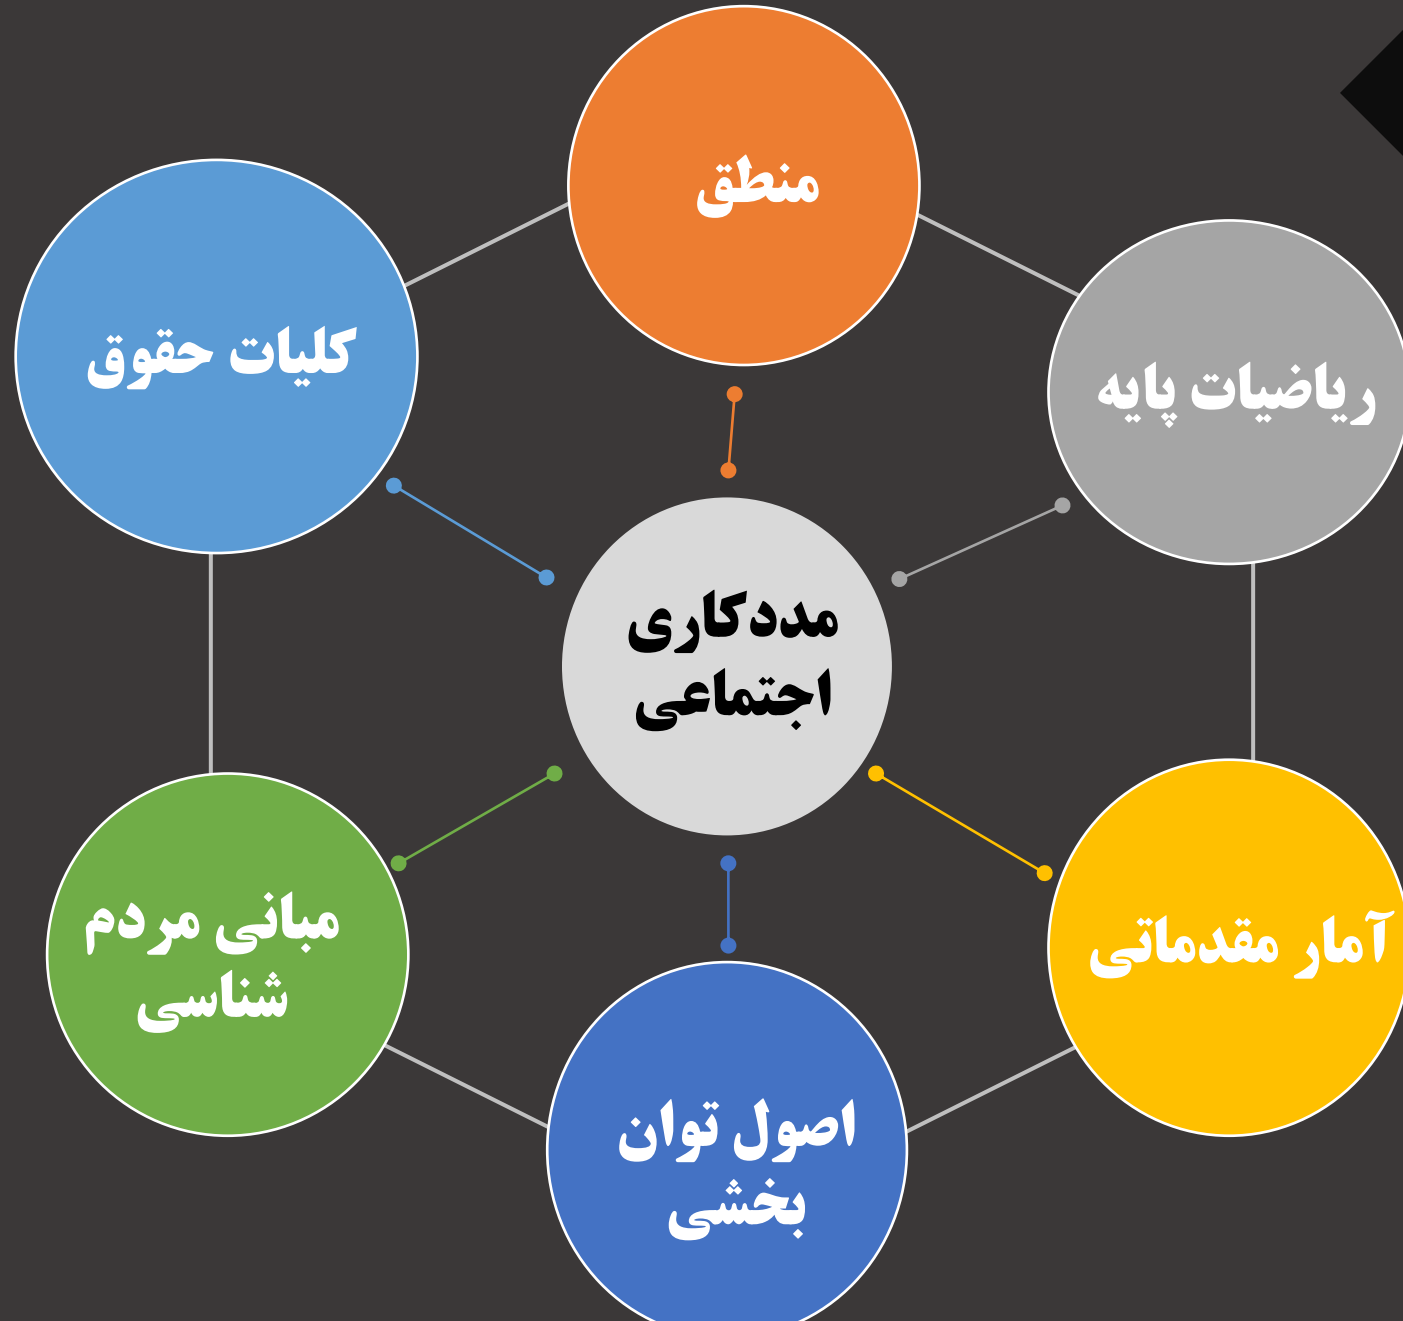 منطق
کلیات حقوق
ریاضیات پایه
مددکاری
اجتماعی
مبانی مردم
شناسی
آمار مقدماتی
اصول توان
بخشی